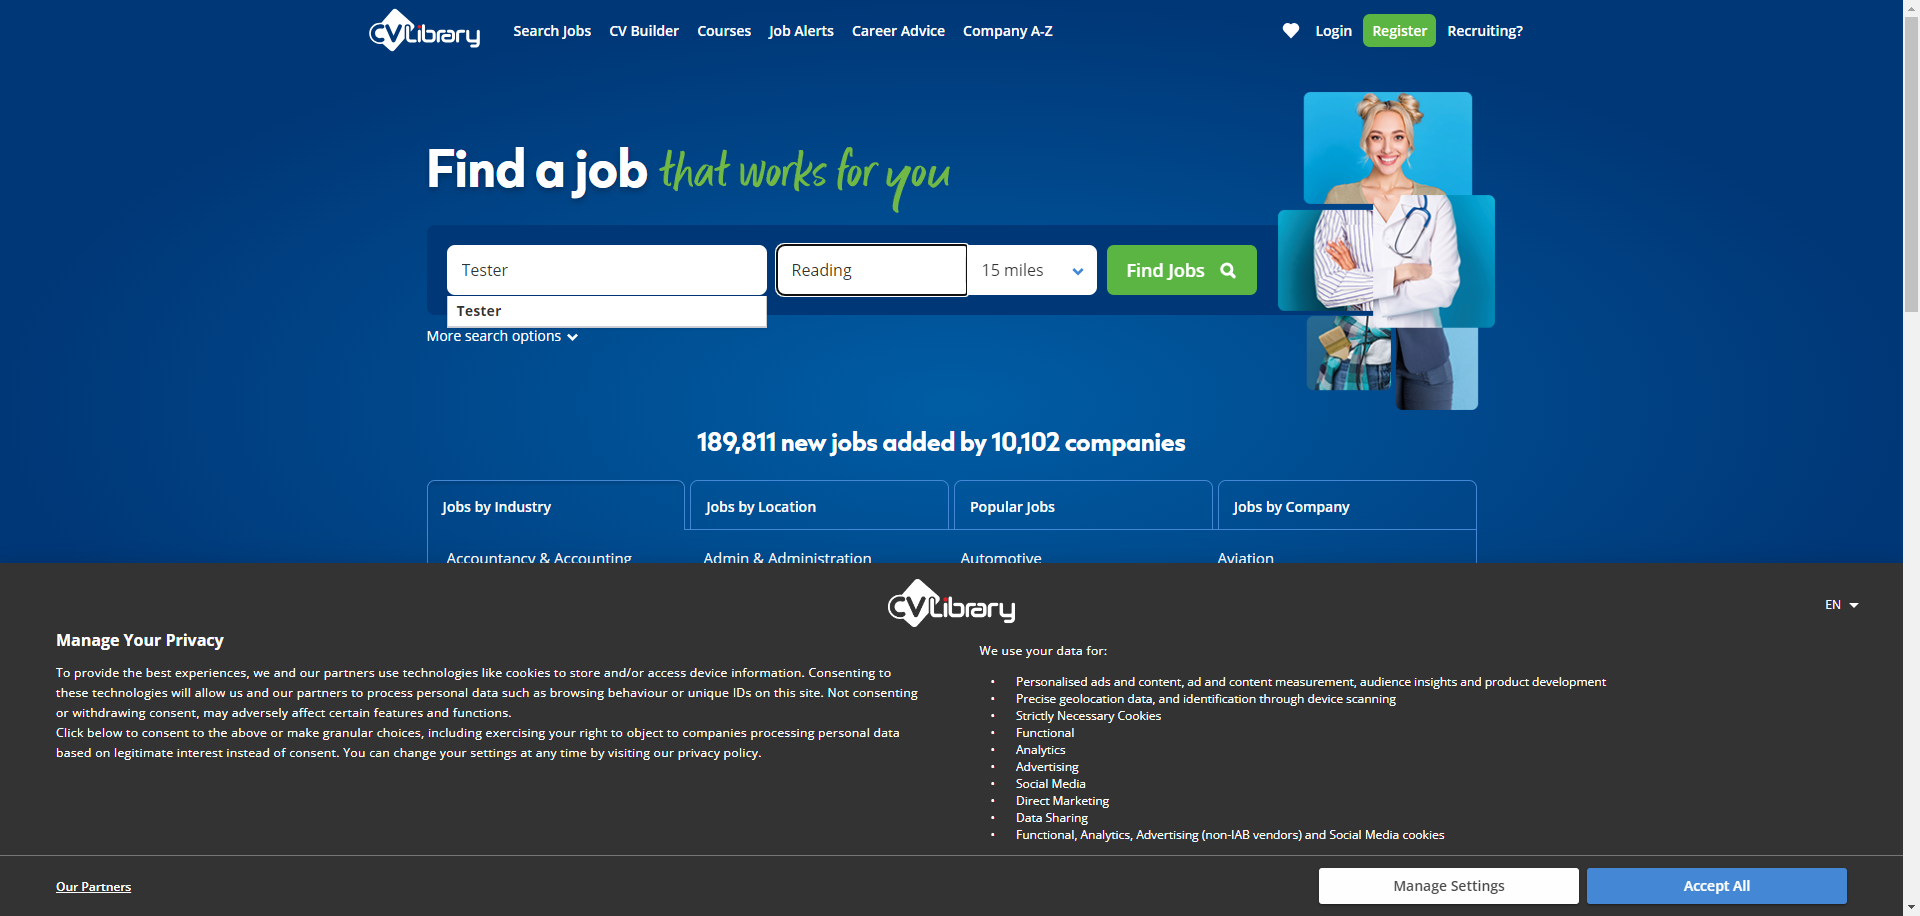 CVLibrary
Search Jobs
CV Builder
Courses
Job Alerts
Career Advice
Company A-Z
Login
Register
Recruiting?
Find a job that works for you
Tester
Reading
15 miles
Find Jobs
Tester
More search options
189,811 new jobs added by 10,102 companies
Jobs by Industry
Jobs by Location
Popular Jobs
Jobs by Company
Accountancy & Accounting
Admin & Administration
Automotive
Aviation
CVLibrary
EN
Manage Your Privacy
To provide the best experiences, we and our partners use technologies like cookies to store and/or access device information. Consenting to
these technologies will allow us and our partners to process personal data such as browsing behaviour or unique IDs on this site. Not consenting
or withdrawing consent, may adversely affect certain features and functions.
Click below to consent to the above or make granular choices, including exercising your right to object to companies processing personal data
based on legitimate interest instead of consent. You can change your settings at any time by visiting our privacy policy.
We use your data for:
• Personalised ads and content, ad and content measurement, audience insights and product development
• Precise geolocation data, and identification through device scanning
• Strictly Necessary Cookies
• Functional
• Analytics
• Advertising
• Social Media
• Direct Marketing
• Data Sharing
• Functional, Analytics, Advertising (non-IAB vendors) and Social Media cookies
Our Partners
Manage Settings
Accept All